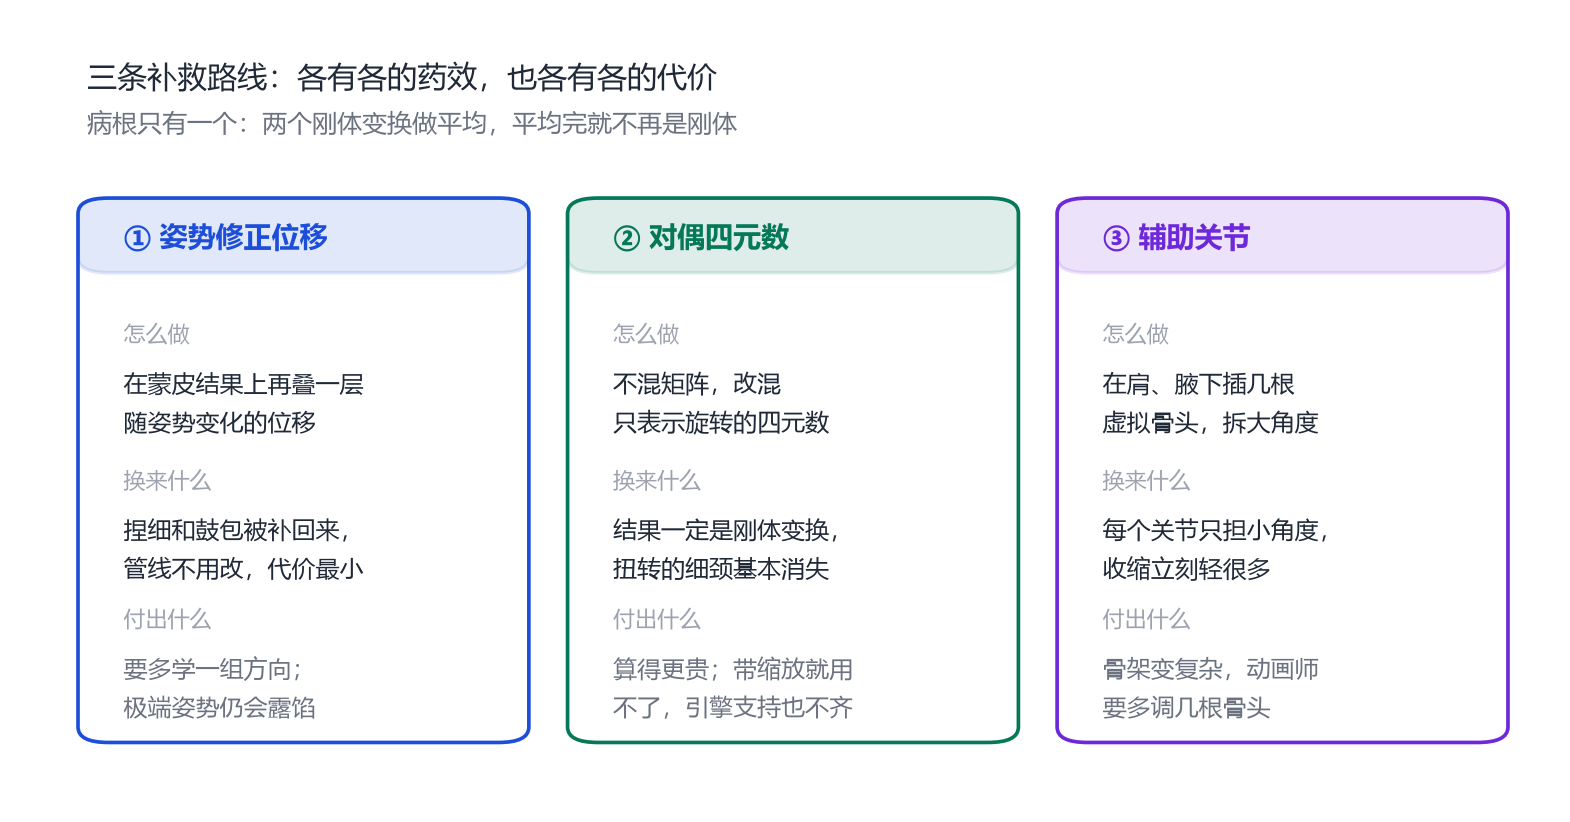 三条补救路线：各有各的药效，也各有各的代价
病根只有一个：两个刚体变换做平均，平均完就不再是刚体
① 姿势修正位移
怎么做
在蒙皮结果上再叠一层
随姿势变化的位移
换来什么
捏细和鼓包被补回来，
管线不用改，代价最小
付出什么
要多学一组方向；
极端姿势仍会露馅
② 对偶四元数
怎么做
不混矩阵，改混
只表示旋转的四元数
换来什么
结果一定是刚体变换，
扭转的细颈基本消失
付出什么
算得更贵；带缩放就用
不了，引擎支持也不齐
③ 辅助关节
怎么做
在肩、腋下插几根
虚拟骨头，拆大角度
换来什么
每个关节只担小角度，
收缩立刻轻很多
付出什么
骨架变复杂，动画师
要多调几根骨头